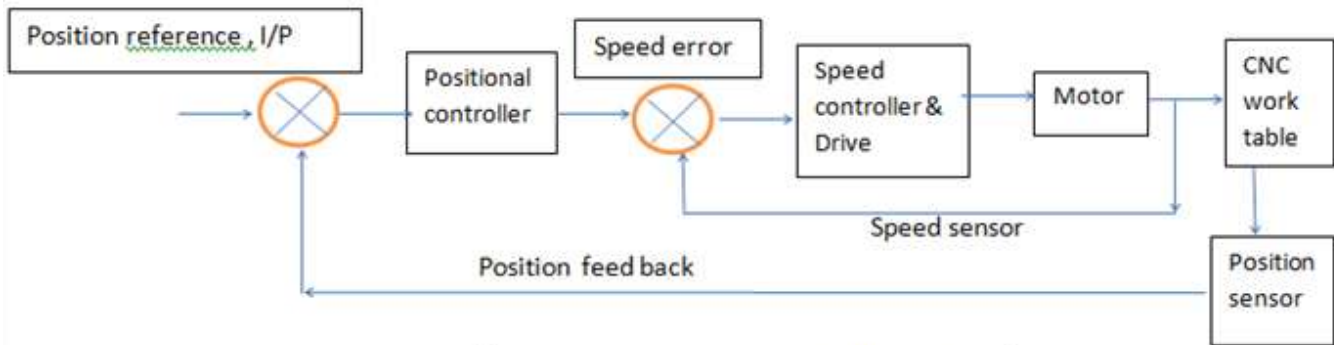 Position reference , I/P
Speed error
Positional
controller
Speed
controller &
Drive
Motor
CNC
work
table
Speed sensor
Position feed back
Position
sensor